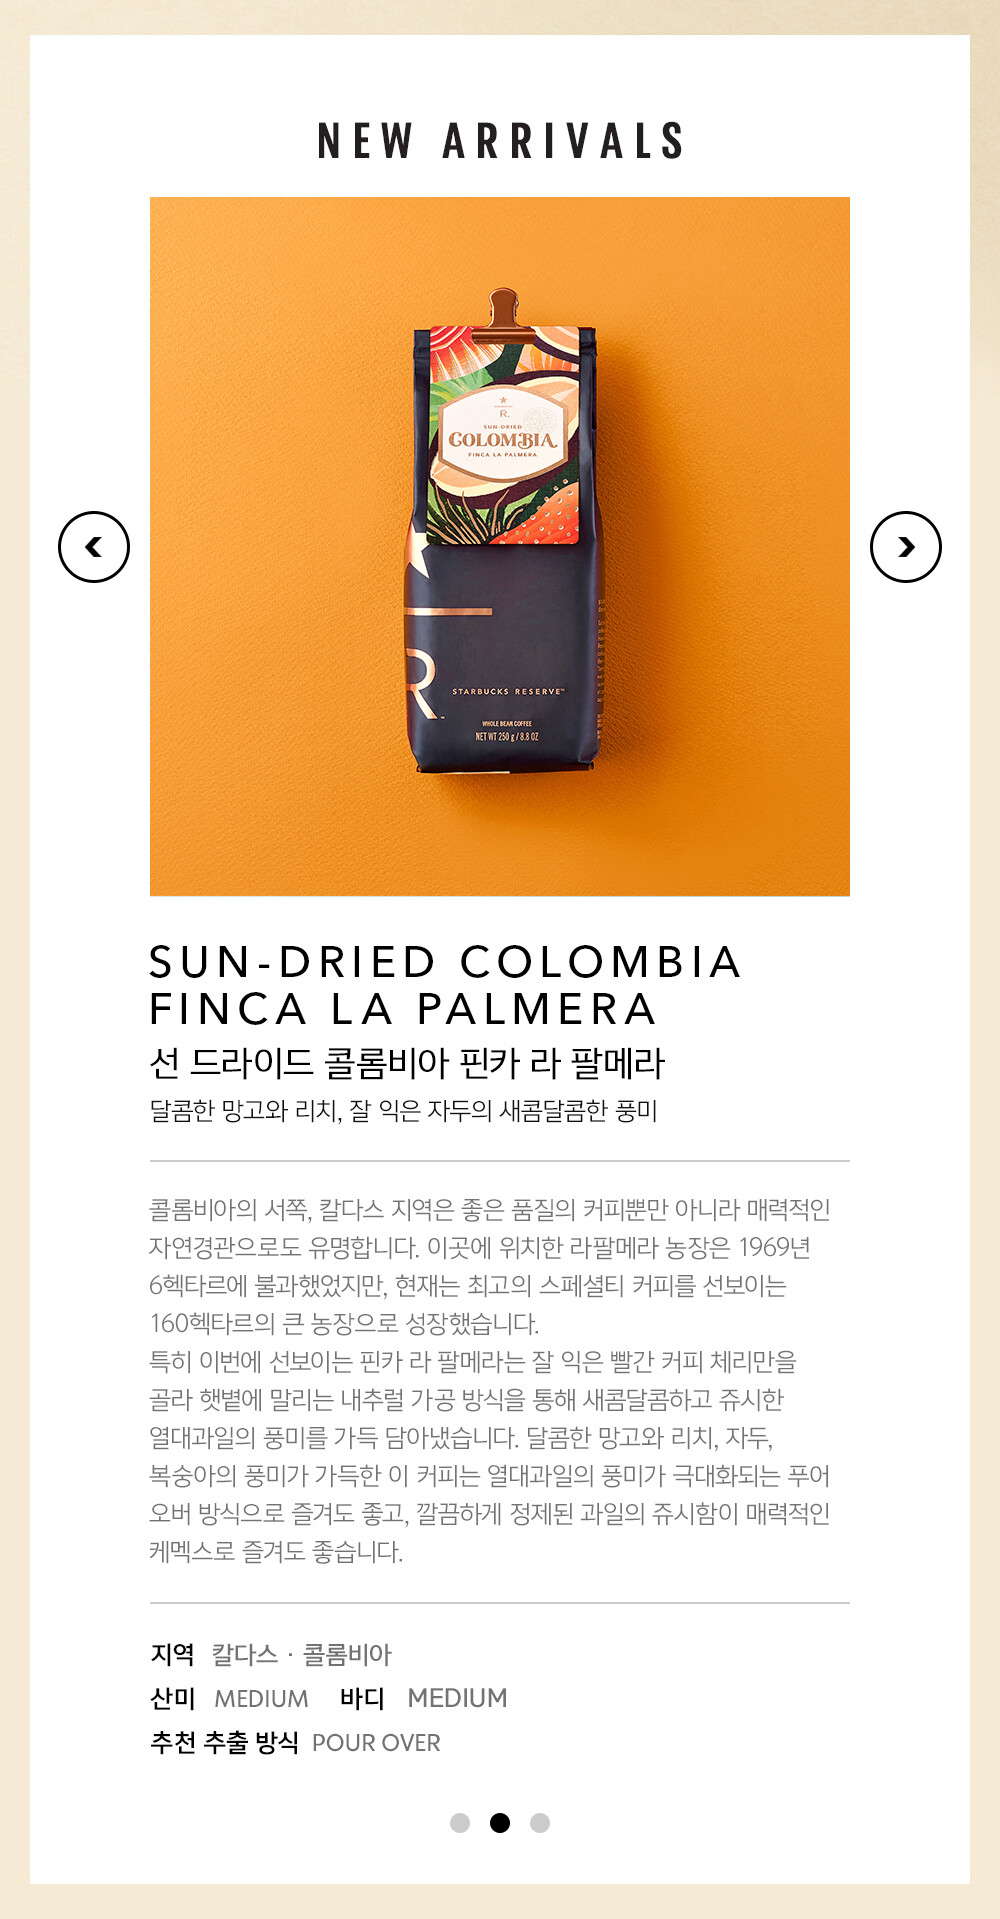 NEW ARRIVALS
R.
SUN-DRIED
COLOMBIA
FINCA LA PALMERA
R
STARBUCKS RESERVE™
WHOLE BEAN COFFEE
NET WT 250 g / 8.8 OZ
SUN-DRIED COLOMBIA
FINCA LA PALMERA
선 드라이드 콜롬비아 핀카 라 팔메라
달콤한 망고와 리치, 잘 익은 자두의 새콤달콤한 풍미
콜롬비아의 서쪽, 칼다스 지역은 좋은 품질의 커피뿐만 아니라 매력적인
자연경관으로도 유명합니다. 이곳에 위치한 라팔메라 농장은 1969년
6헥타르에 불과했었지만, 현재는 최고의 스페셜티 커피를 선보이는
160헥타르의 큰 농장으로 성장했습니다.
특히 이번에 선보이는 핀카 라 팔메라는 잘 익은 빨간 커피 체리만을
골라 햇볕에 말리는 내추럴 가공 방식을 통해 새콤달콤하고 쥬시한
열대과일의 풍미를 가득 담아냈습니다. 달콤한 망고와 리치, 자두,
복숭아의 풍미가 가득한 이 커피는 열대과일의 풍미가 극대화되는 푸어
오버 방식으로 즐겨도 좋고, 깔끔하게 정제된 과일의 쥬시함이 매력적인
케멕스로 즐겨도 좋습니다.
지역 칼다스 · 콜롬비아
산미 MEDIUM 바디 MEDIUM
추천 추출 방식 POUR OVER